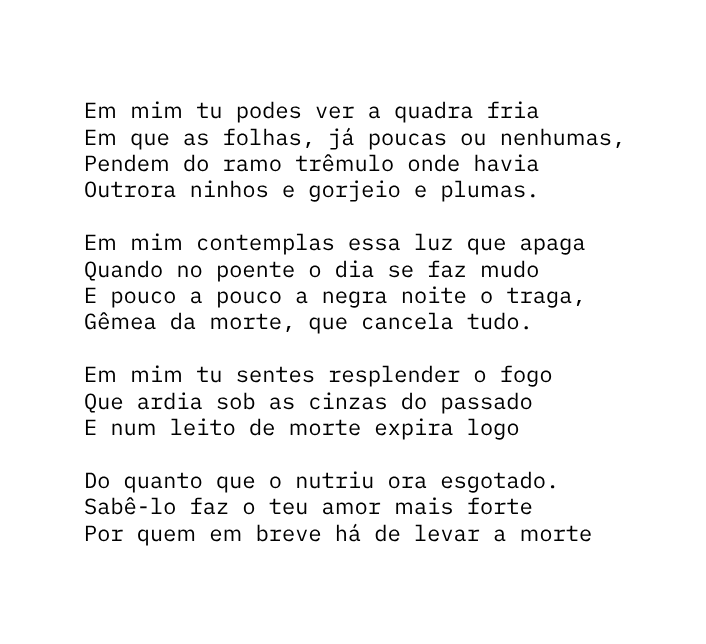 Em mim tu podes ver a quadra fria
Em que as folhas, já poucas ou nenhumas,
Pendem do ramo trêmulo onde havia
Outrora ninhos e gorjeio e plumas.

Em mim contemplas essa luz que apaga
Quando no poente o dia se faz mudo
E pouco a pouco a negra noite o traga,
Gêmea da morte, que cancela tudo.

Em mim tu sentes resplender o fogo
Que ardia sob as cinzas do passado
E num leito de morte expira logo

Do quanto que o nutriu ora esgotado.
Sabê-lo faz o teu amor mais forte
Por quem em breve há de levar a morte